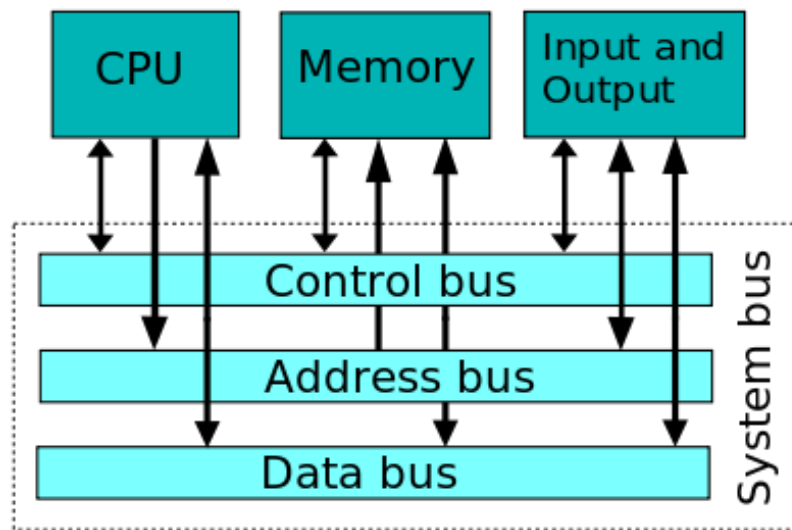 CPU
Memory
Input and
Output
Control bus
Address bus
Data bus
System bus